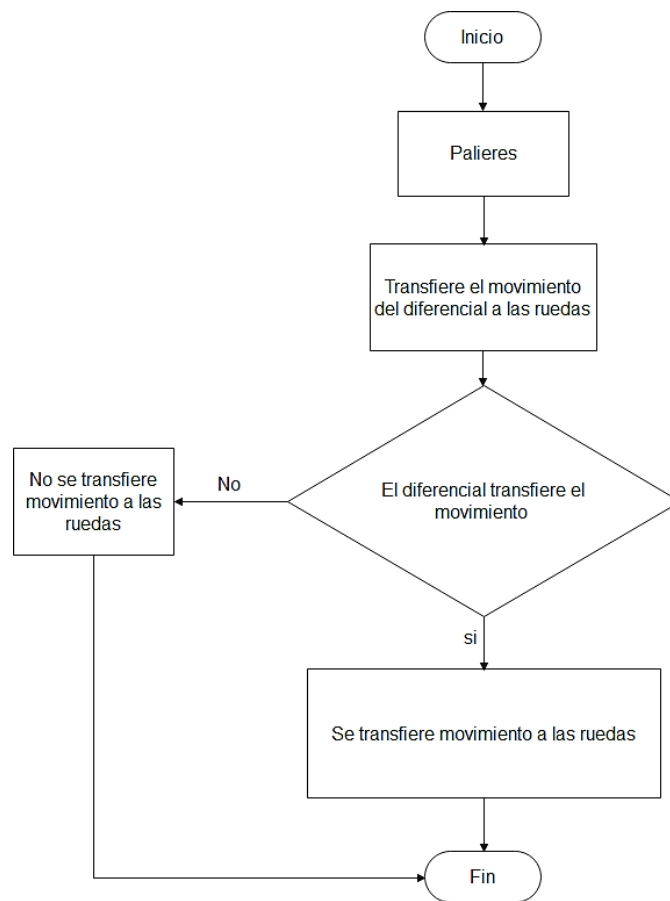 Inicio
Palieres
Transfiere el movimiento
del diferencial a las ruedas
El diferencial transfiere el
movimiento
No
No se transfiere
movimiento a las
ruedas
si
Se transfiere movimiento a las ruedas
Fin